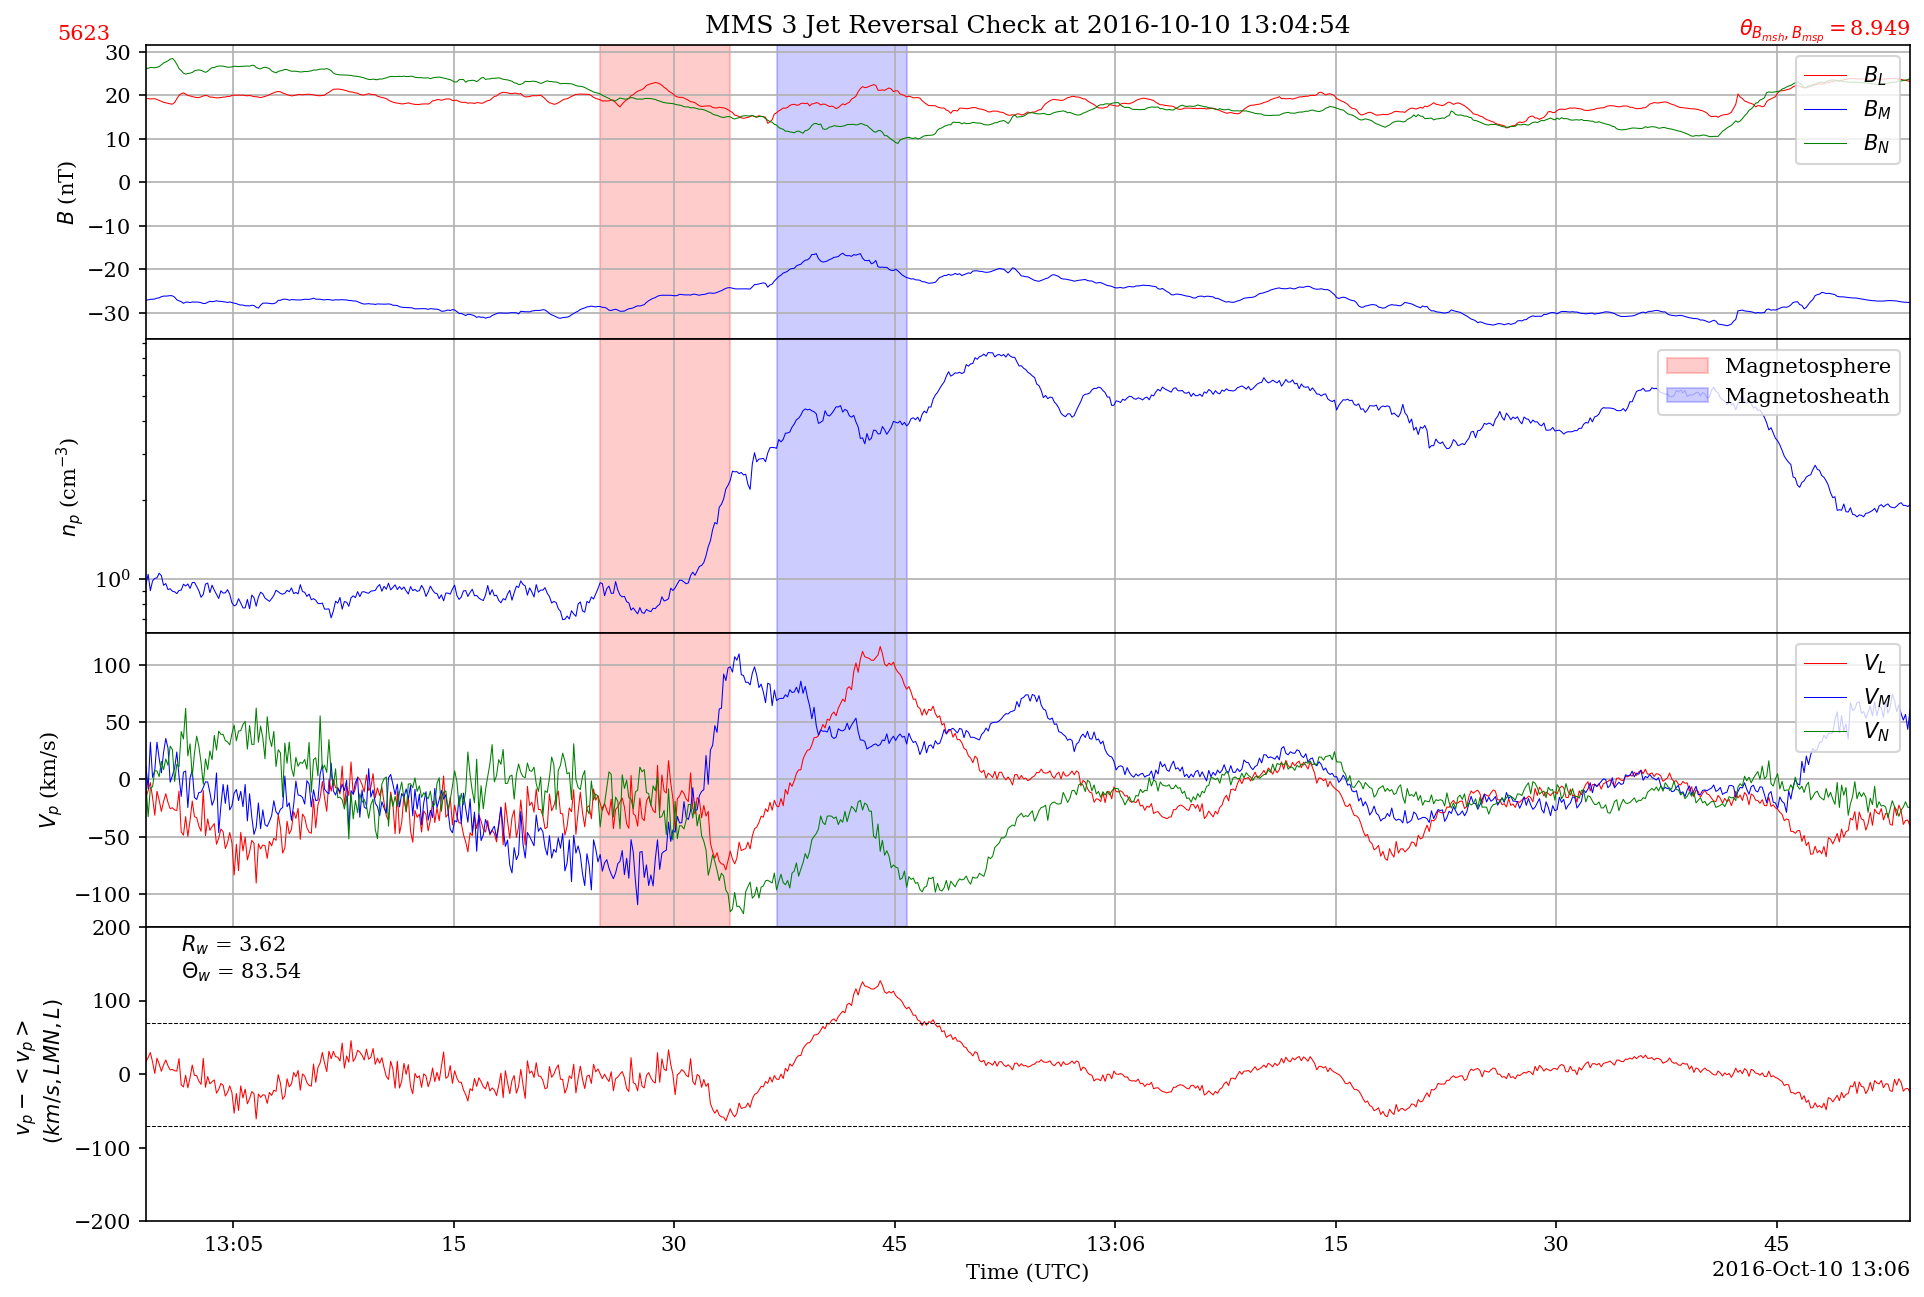 MMS 3 Jet Reversal Check at 2016-10-10 13:04:54
5623
θ_{B_{msh}, B_{msp}} = 8.949
30
20
10
0
−10
−20
−30
B (nT)
B_L
B_M
B_N
10^0
n_p (cm^{−3})
Magnetosphere
Magnetosheath
100
50
0
−50
−100
V_p (km/s)
V_L
V_M
V_N
200
100
0
−100
−200
v_p − < v_p >
(km/s, LMN, L)
R_w = 3.62
Θ_w = 83.54
13:05 15 30 45 13:06 15 30 45
Time (UTC)
2016-Oct-10 13:06